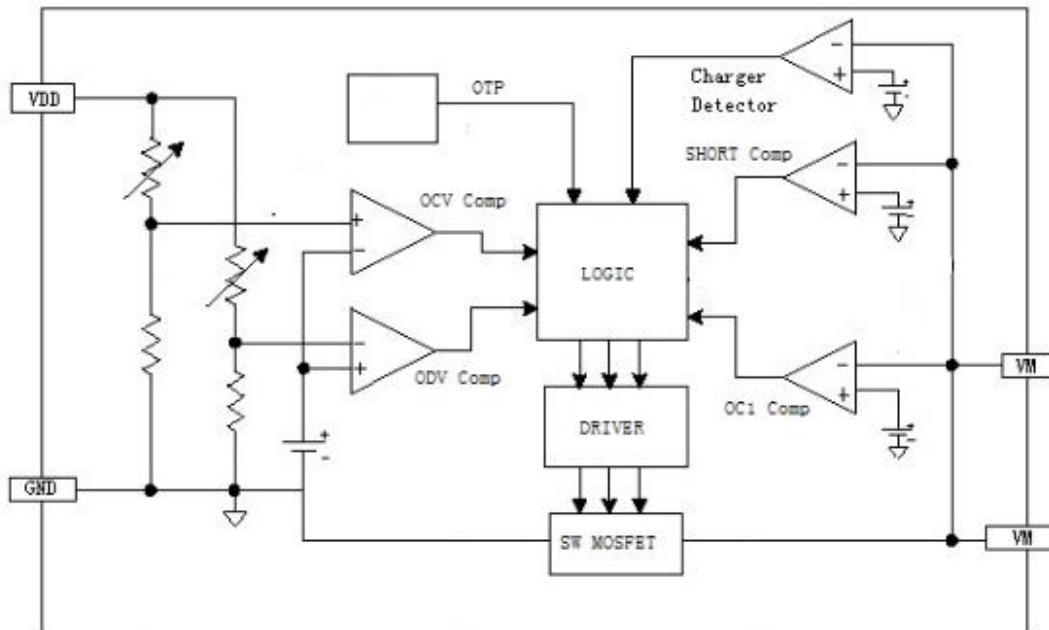 VDD
OTP
Charger
Detector
SHORT Comp
OCV Comp
LOGIC
ODV Comp
OC1 Comp
VM
DRIVER
GND
SW MOSFET
VM